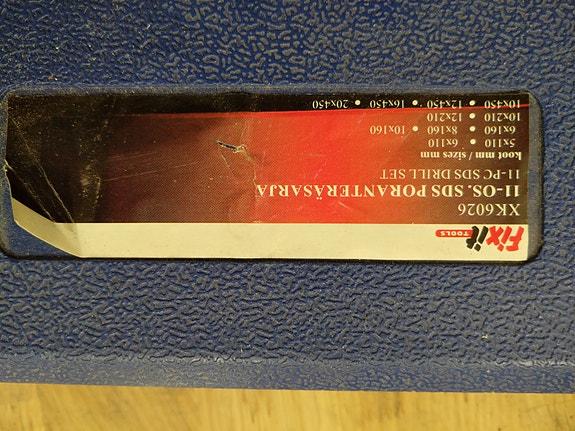 Fixit
TOOLS
XK6026
11-OS. SDS PORANTERÄSARJA
11-PC SDS DRILL SET
koot mm / sizes mm
5x110 • 6x110
6x160 • 8x160 • 10x160
10x210 • 12x210
10x450 • 12x450 • 16x450 • 20x450